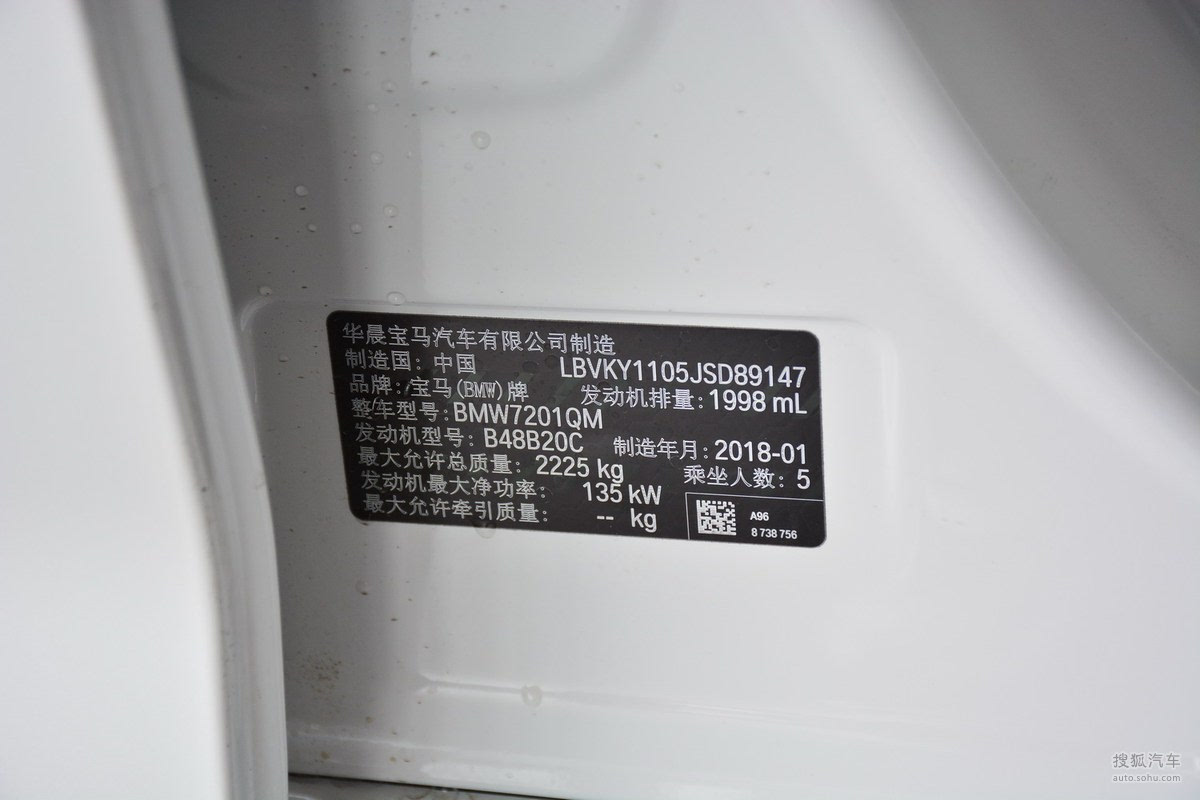 华晨宝马汽车有限公司制造
制造国：中国 LBVKY1105JSD89147
品牌：宝马(BMW)牌 发动机排量：1998 mL
整车型号：BMW7201QM
发动机型号：B48B20C 制造年月：2018-01
最大允许总质量：2225 kg 乘坐人数：5
发动机最大净功率：135 kW
最大允许牵引质量：-- kg
A96
8 738 756
搜狐汽车
auto.sohu.com